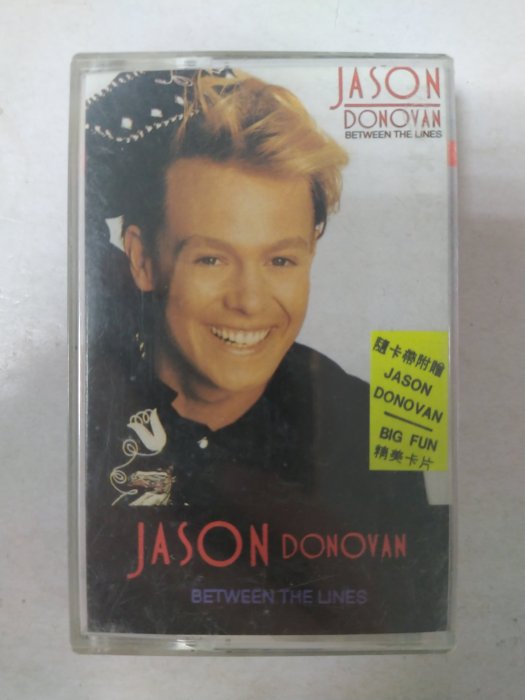 JASON
DONOVAN
BETWEEN THE LINES
隨卡帶附贈
JASON
DONOVAN
BIG FUN
精美卡片
JASON DONOVAN
BETWEEN THE LINES